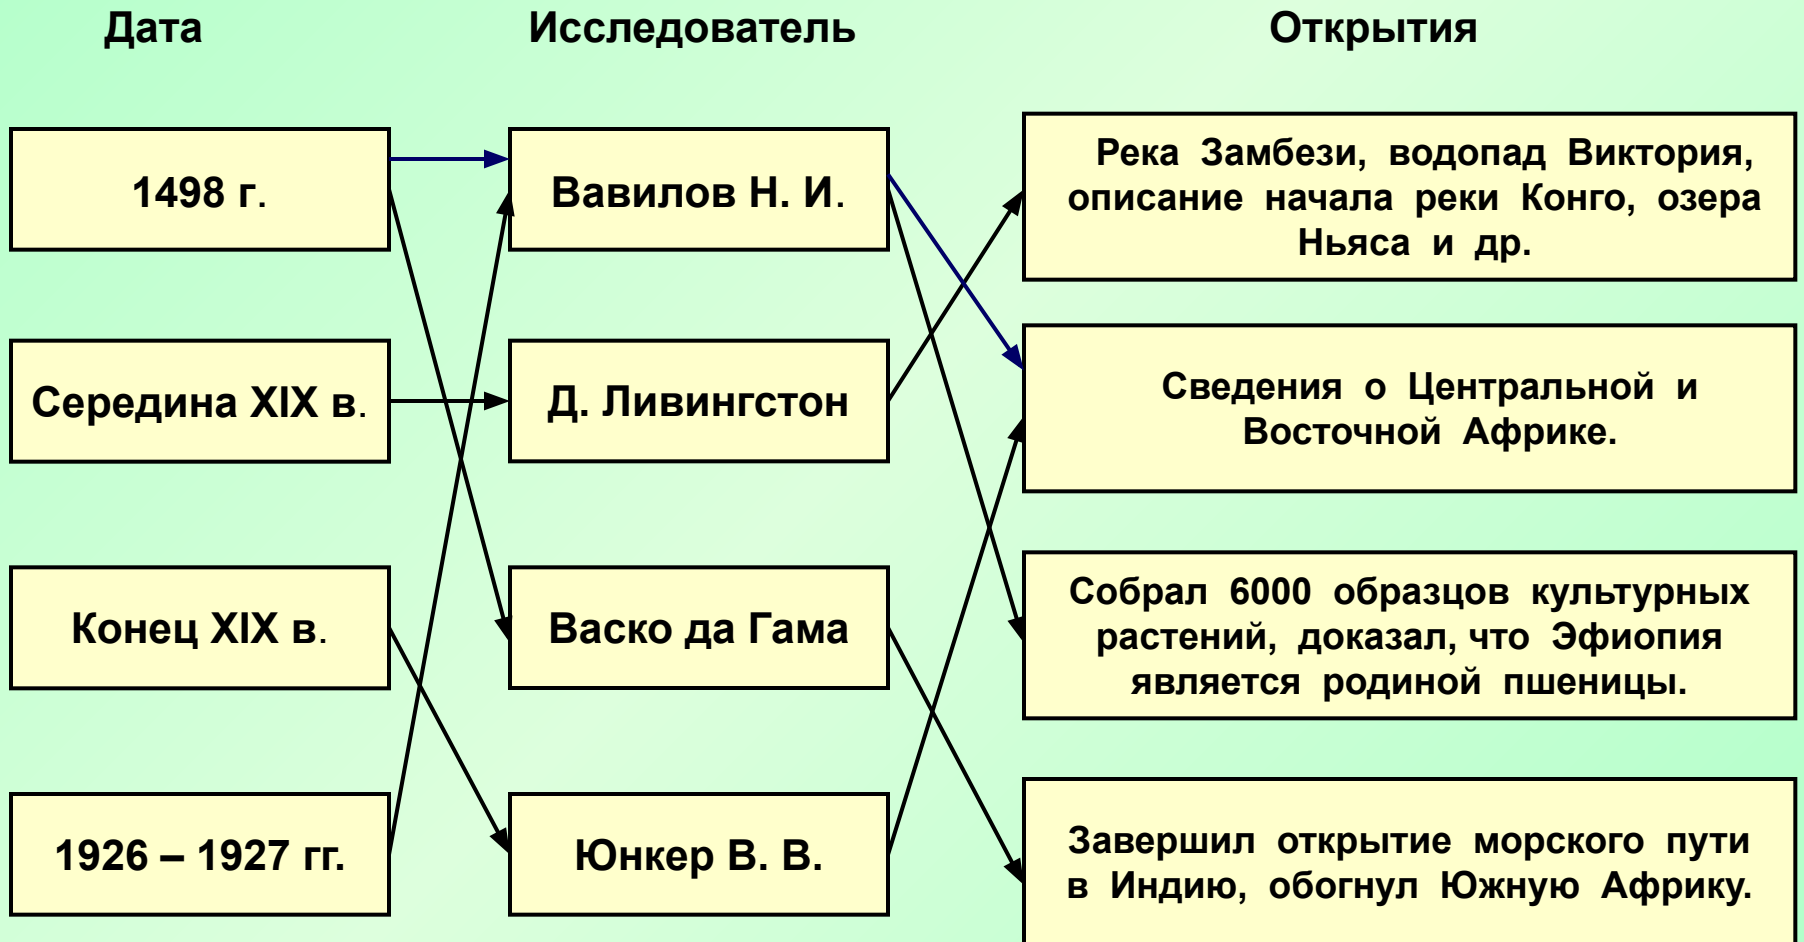 Дата
Исследователь
Открытия
1498 г.
Вавилов Н. И.
Река Замбези, водопад Виктория,
описание начала реки Конго, озера
Ньяса и др.
Середина XIX в.
Д. Ливингстон
Сведения о Центральной и
Восточной Африке.
Конец XIX в.
Васко да Гама
Собрал 6000 образцов культурных
растений, доказал, что Эфиопия
является родиной пшеницы.
1926 – 1927 гг.
Юнкер В. В.
Завершил открытие морского пути
в Индию, обогнул Южную Африку.